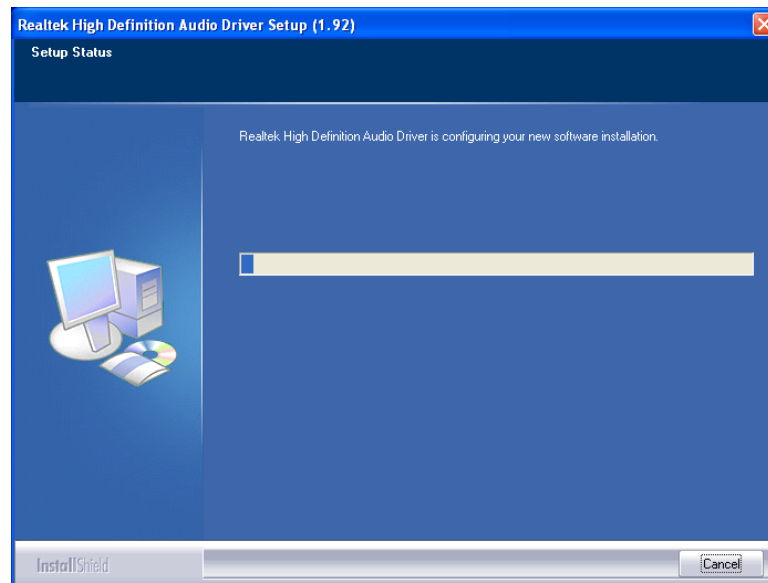 Realtek High Definition Audio Driver Setup (1.92)
Setup Status
Realtek High Definition Audio Driver is configuring your new software installation.
InstallShield
Cancel